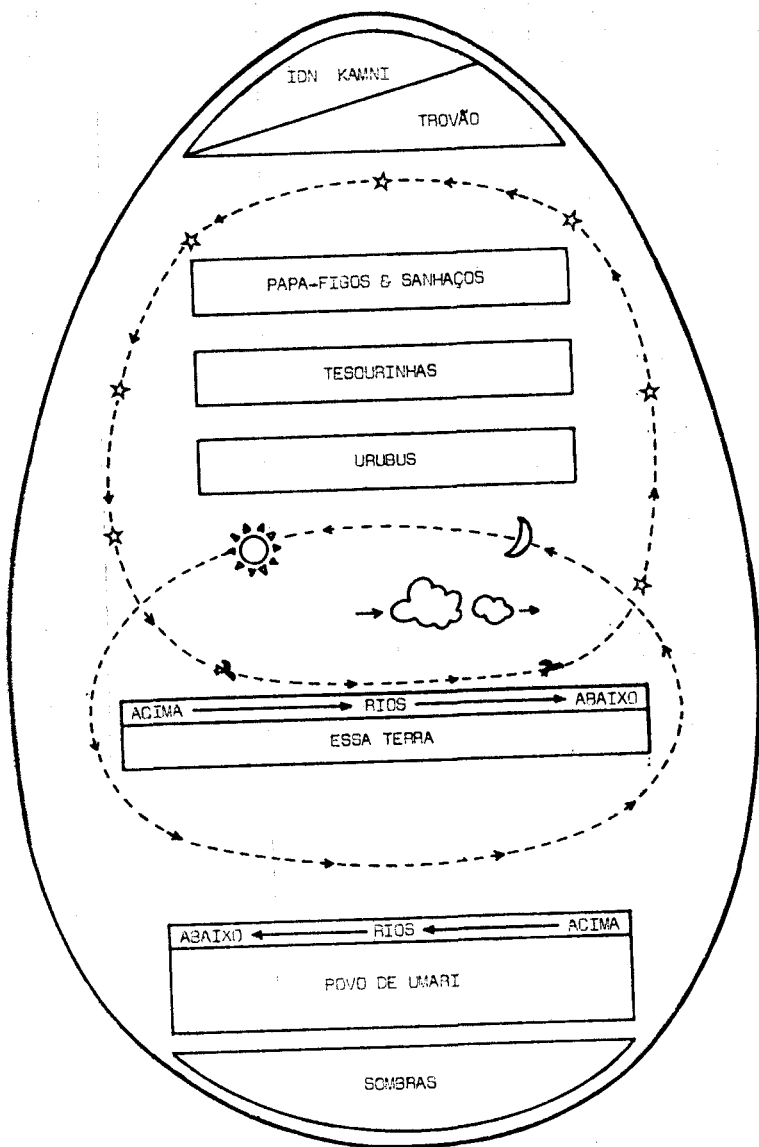 IDN KAMNI
TROVÃO
PAPA-FIGOS & SANHAÇOS
TESOURINHAS
URUBUS
ACIMA RIOS ABAIXO
ESSA TERRA
ABAIXO RIOS ACIMA
POVO DE UMARI
SOMBRAS